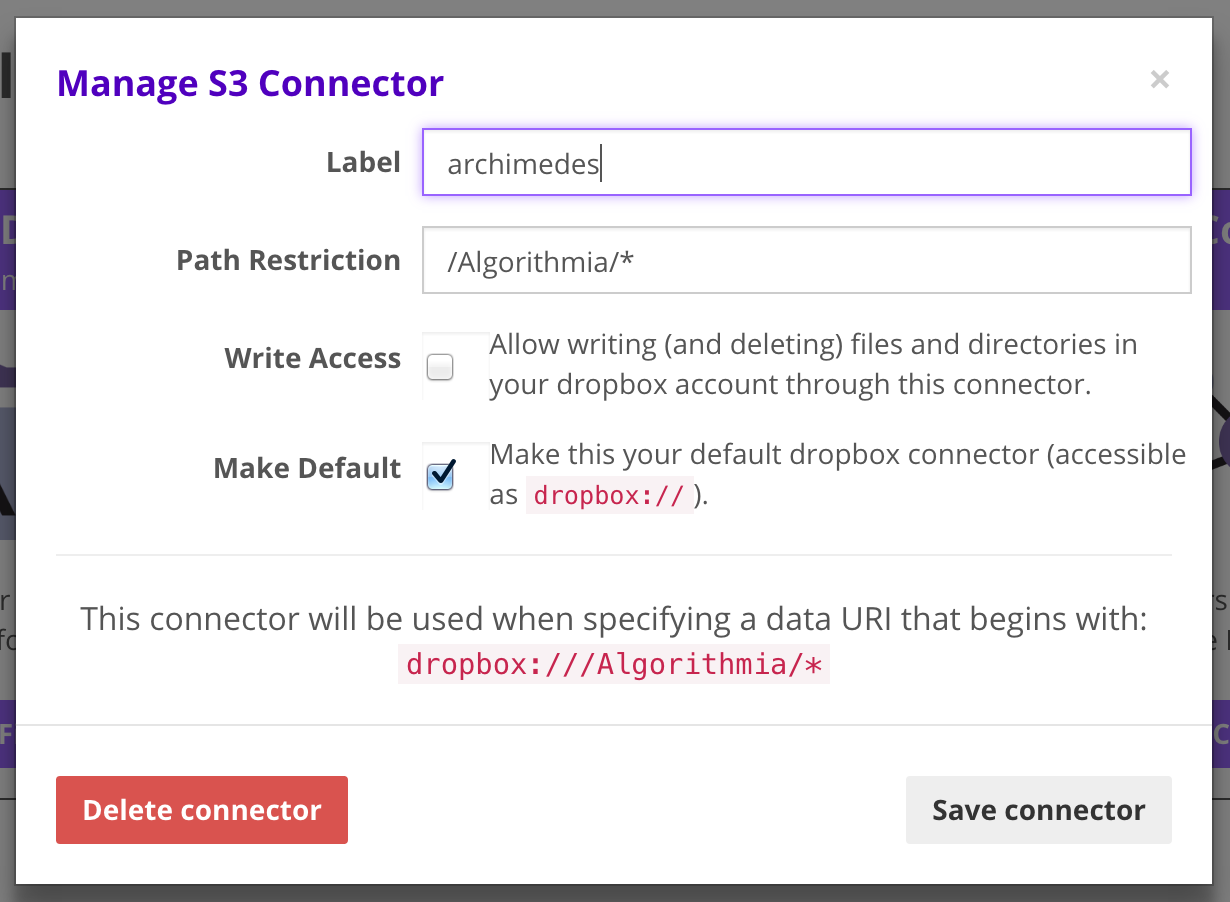 Manage S3 Connector ×
Label archimedes
Path Restriction /Algorithmia/*
Write Access Allow writing (and deleting) files and directories in
your dropbox account through this connector.
Make Default Make this your default dropbox connector (accessible
as dropbox:// ).
This connector will be used when specifying a data URI that begins with:
dropbox:///Algorithmia/*
Delete connector Save connector